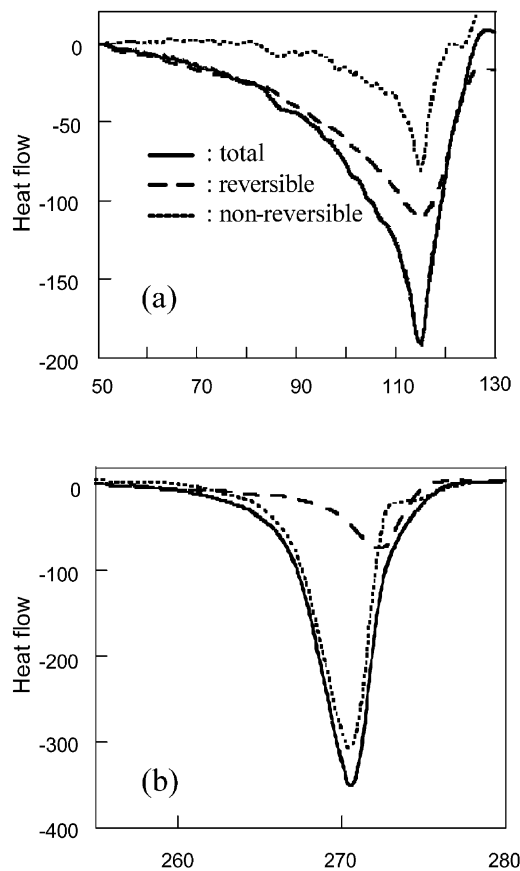 0
-50
-100
-150
-200
Heat flow
: total
: reversible
: non-reversible
(a)
50 70 90 110 130
0
-100
-200
-300
-400
Heat flow
(b)
260 270 280